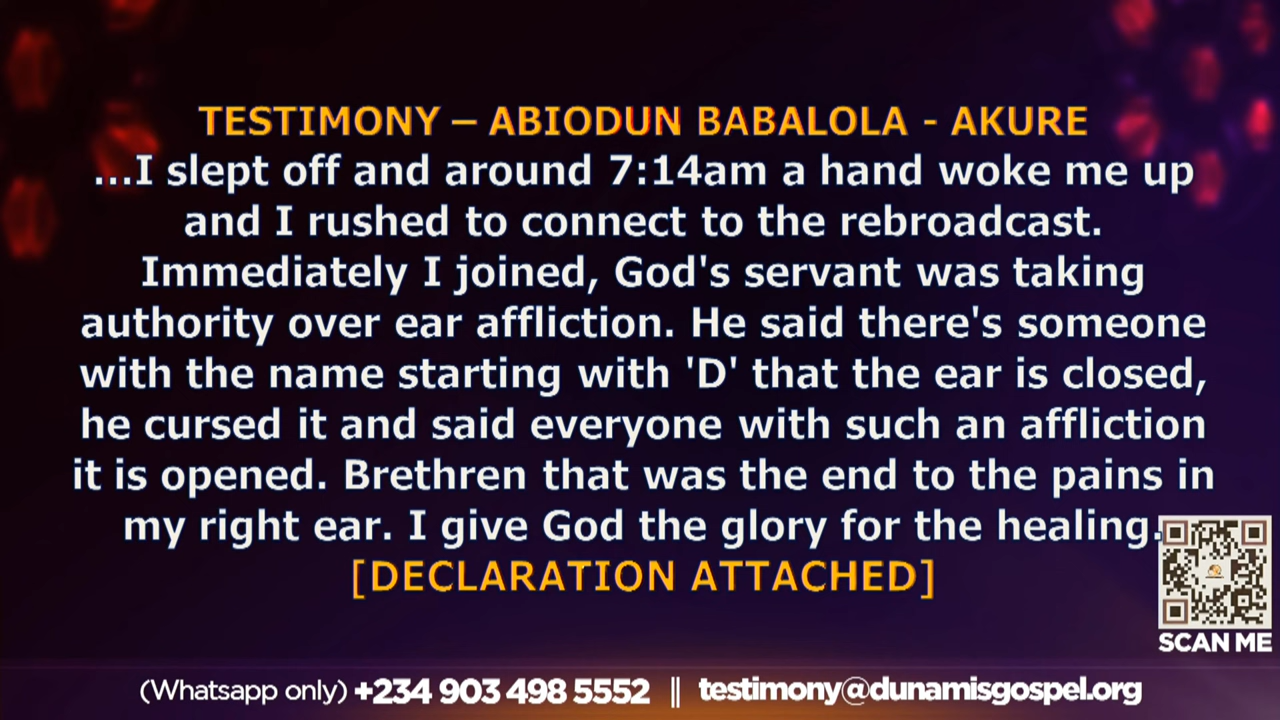 TESTIMONY – ABIODUN BABALOLA - AKURE
...I slept off and around 7:14am a hand woke me up
and I rushed to connect to the rebroadcast.
Immediately I joined, God's servant was taking
authority over ear affliction. He said there's someone
with the name starting with 'D' that the ear is closed,
he cursed it and said everyone with such an affliction
it is opened. Brethren that was the end to the pains in
my right ear. I give God the glory for the healing.
[DECLARATION ATTACHED]
SCAN ME
(Whatsapp only) +234 903 498 5552 || testimony@dunamisgospel.org